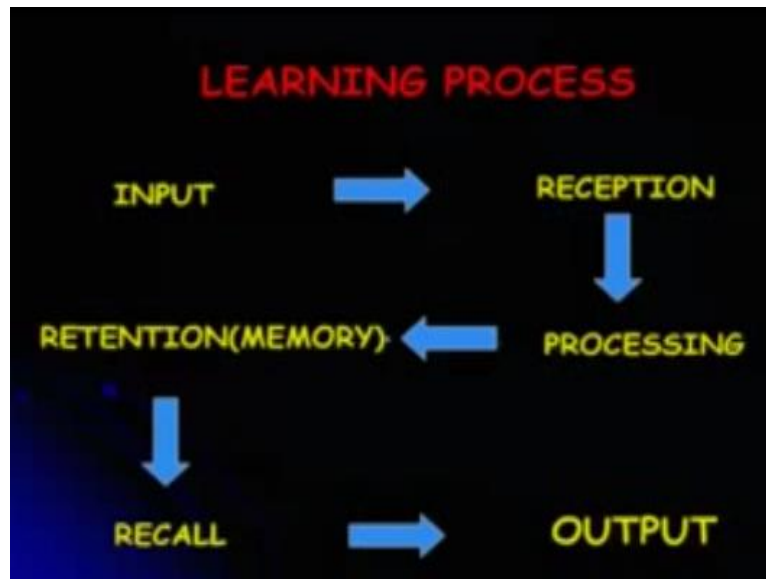 LEARNING PROCESS
INPUT
RECEPTION
PROCESSING
RETENTION(MEMORY)
RECALL
OUTPUT